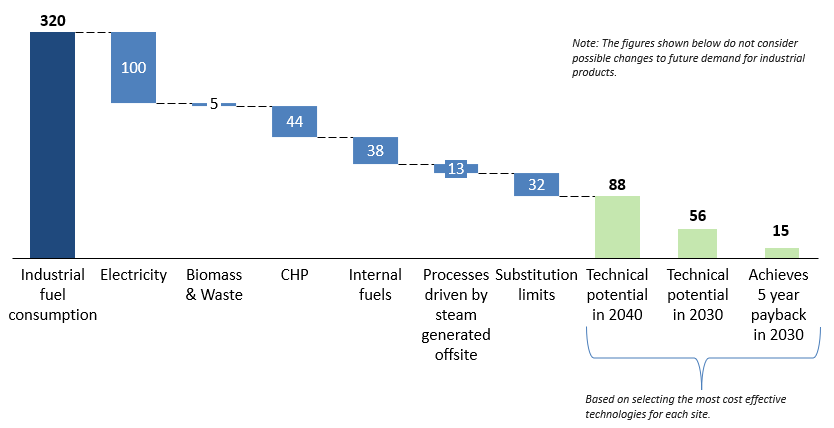 320
Note: The figures shown below do not consider
possible changes to future demand for industrial
products.
100
5
44
38
13
32
88
56
15
Industrial
fuel
consumption
Electricity
Biomass
& Waste
CHP
Internal
fuels
Processes
driven by
steam
generated
offsite
Substitution
limits
Technical
potential
in 2040
Technical
potential
in 2030
Achieves
5 year
payback
in 2030
Based on selecting the most cost effective
technologies for each site.